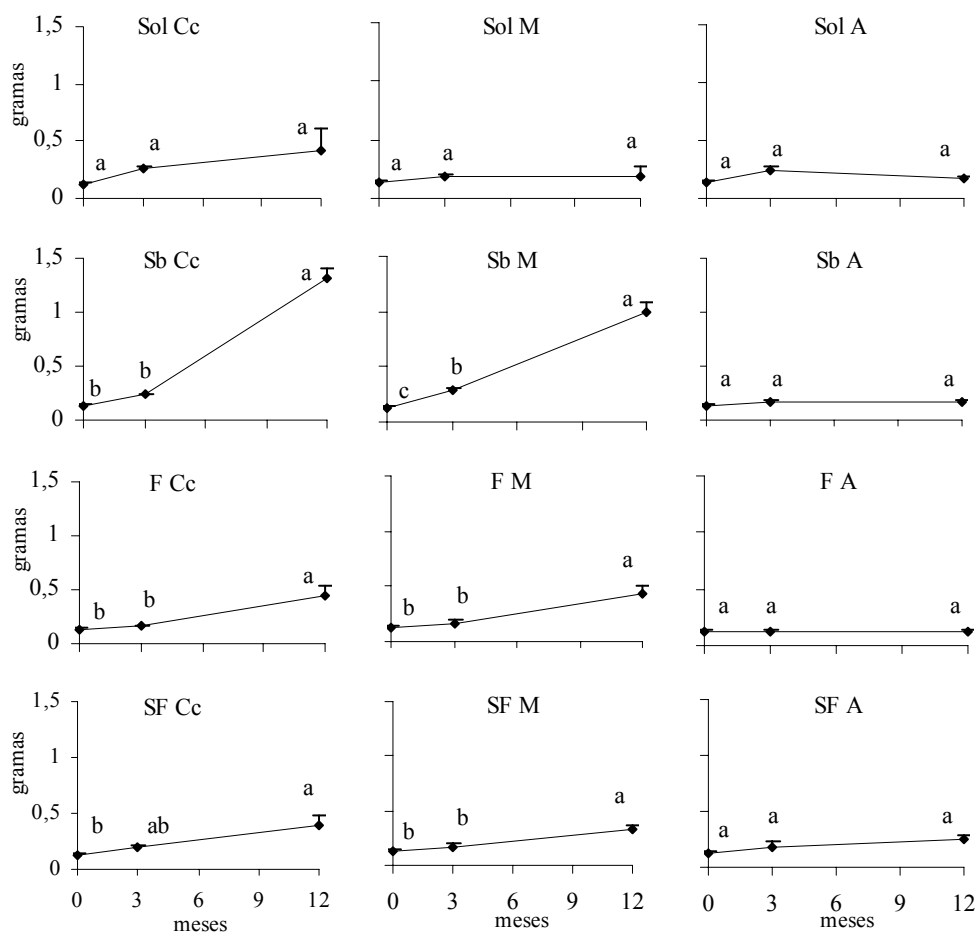 Sol Cc
1,5
1
0,5
0
gramas
a
a
a
Sol M
a
a
a
Sol A
a
a
a
Sb Cc
1,5
1
0,5
0
gramas
b
b
a
Sb M
c
b
a
Sb A
a
a
a
F Cc
1,5
1
0,5
0
gramas
b
b
a
F M
b
b
a
F A
a
a
a
SF Cc
1,5
1
0,5
0
gramas
b
ab
a
0 3 6 9 12
meses
SF M
b
b
a
0 3 6 9 12
meses
SF A
a
a
a
0 3 6 9 12
meses